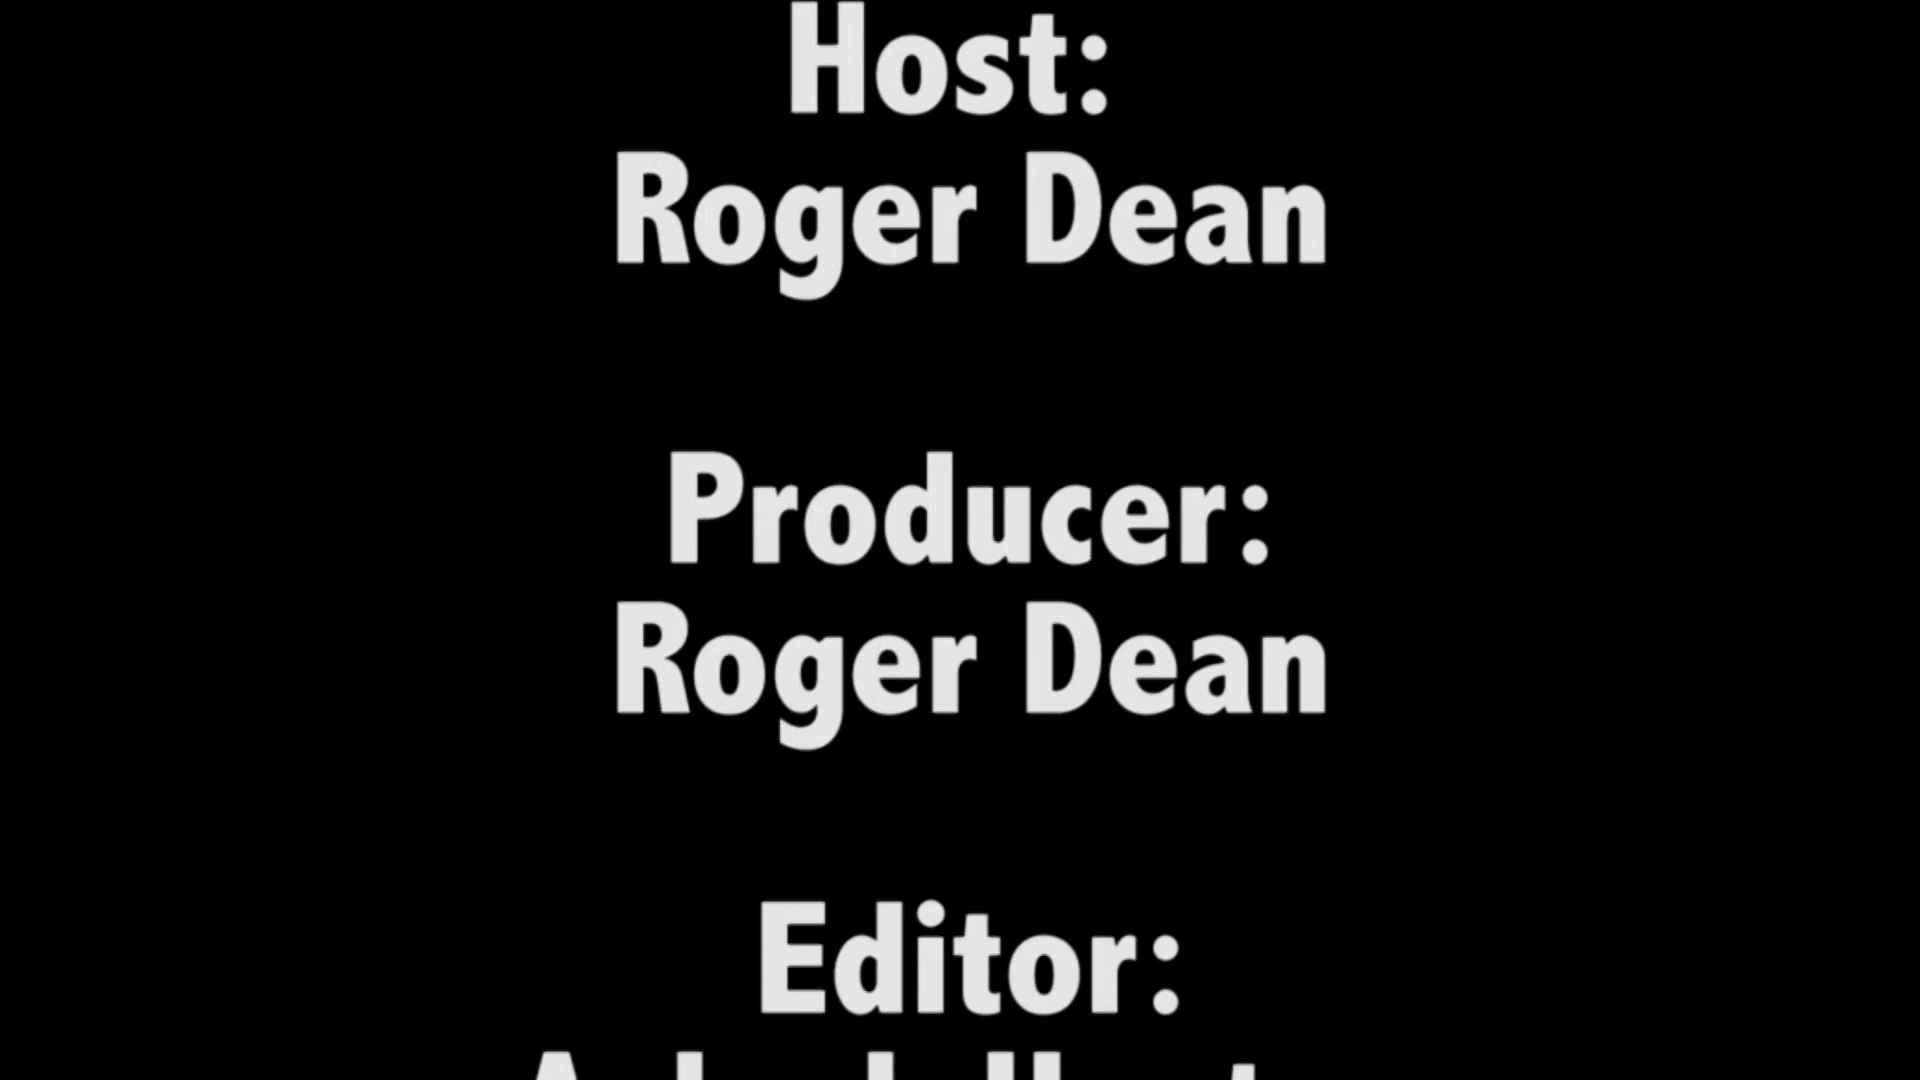 Host:
Roger Dean
Producer:
Roger Dean
Editor: